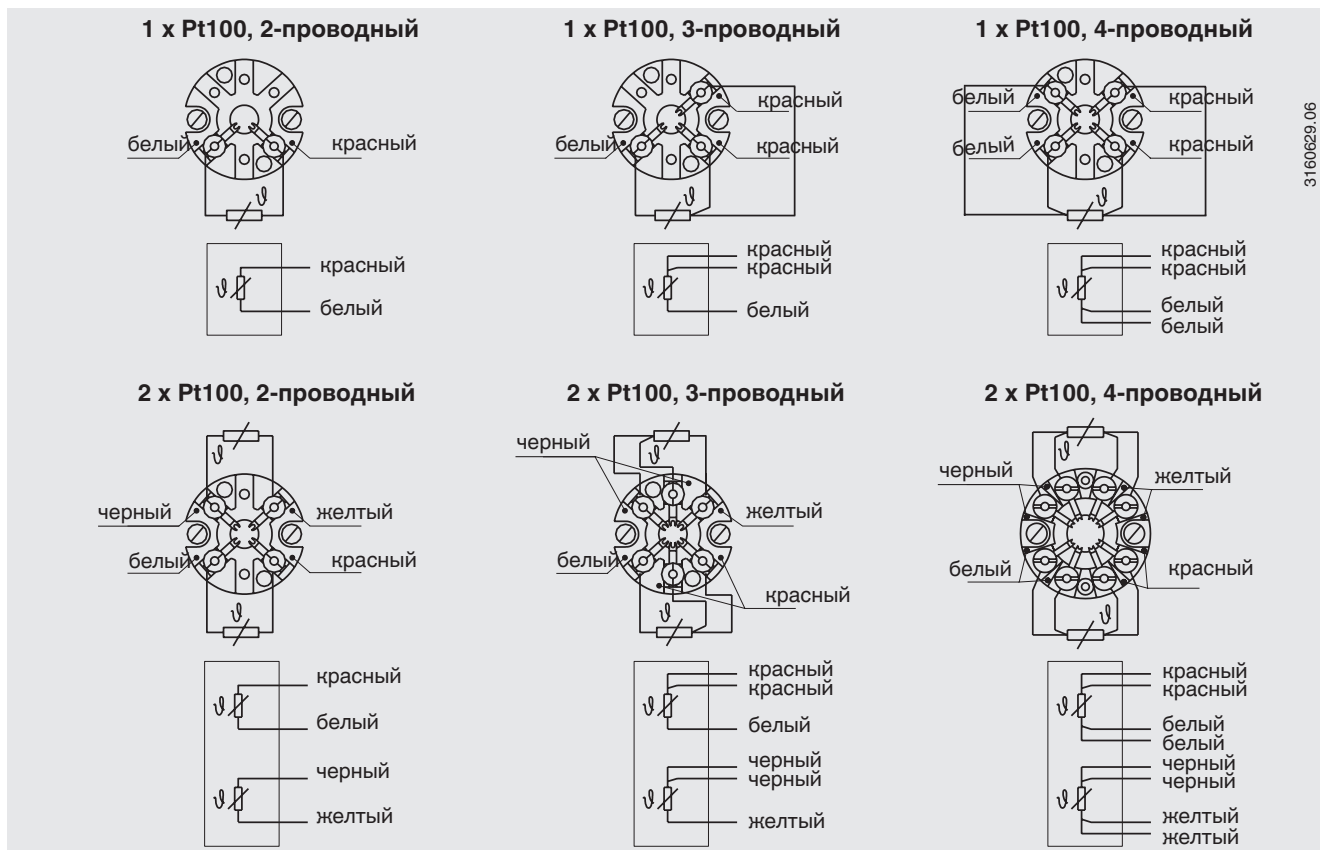 1 x Pt100, 2-проводный
белый
красный
ϑ
ϑ
красный
белый
1 x Pt100, 3-проводный
красный
белый
красный
ϑ
ϑ
красный
красный
белый
1 x Pt100, 4-проводный
белый
красный
белый
красный
ϑ
ϑ
красный
красный
белый
белый
3160629.06
2 x Pt100, 2-проводный
ϑ
черный
желтый
белый
красный
ϑ
ϑ
красный
белый
ϑ
черный
желтый
2 x Pt100, 3-проводный
черный
ϑ
желтый
белый
красный
ϑ
ϑ
красный
красный
белый
ϑ
черный
черный
желтый
2 x Pt100, 4-проводный
ϑ
черный
желтый
белый
красный
ϑ
ϑ
красный
красный
белый
белый
ϑ
черный
черный
желтый
желтый